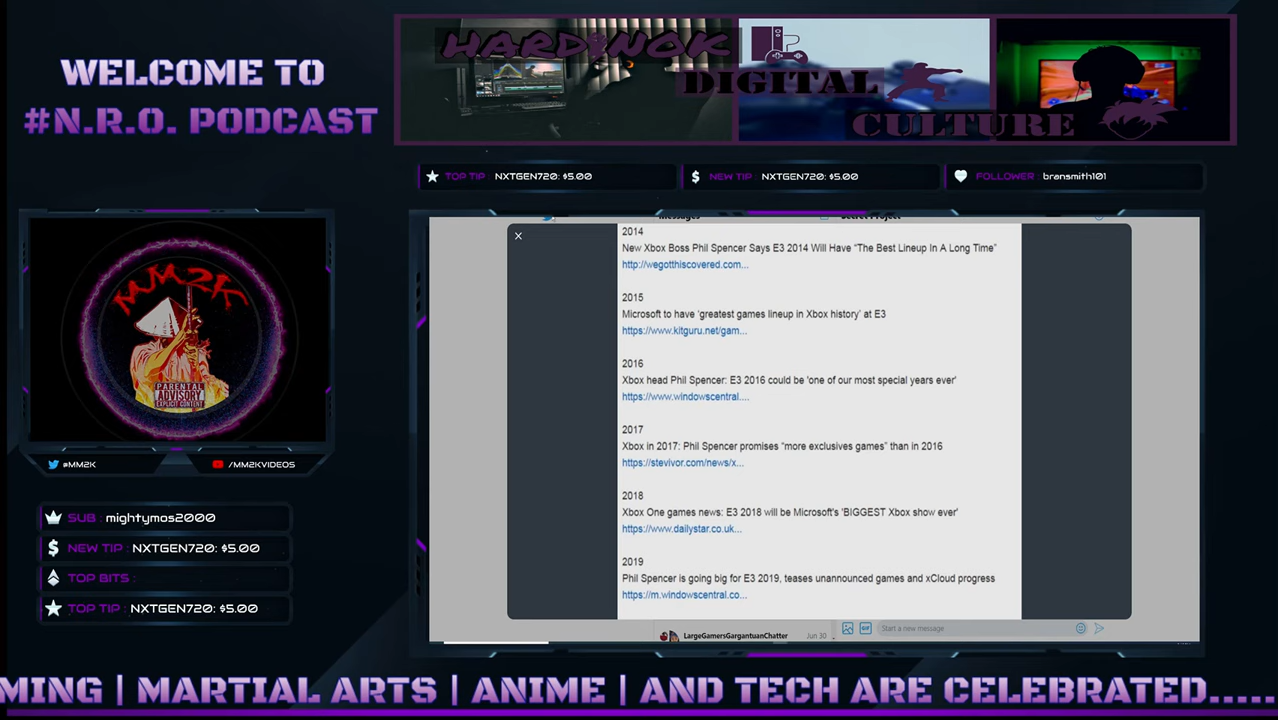 WELCOME TO
#N.R.O. PODCAST
HARDINOK
DIGITAL
CULTURE
TOP TIP : NXTGEN720: $5.00
NEW TIP : NXTGEN720: $5.00
FOLLOWER : bransmith101
Messages
Secret Project
2014
New Xbox Boss Phil Spencer Says E3 2014 Will Have “The Best Lineup In A Long Time”
http://wegotthiscovered.com...
2015
Microsoft to have ‘greatest games lineup in Xbox history’ at E3
https://www.kitguru.net/gam...
2016
Xbox head Phil Spencer: E3 2016 could be 'one of our most special years ever'
https://www.windowscentral....
2017
Xbox in 2017: Phil Spencer promises “more exclusives games” than in 2016
https://stevivor.com/news/x...
2018
Xbox One games news: E3 2018 will be Microsoft's 'BIGGEST Xbox show ever'
https://www.dailystar.co.uk...
2019
Phil Spencer is going big for E3 2019, teases unannounced games and xCloud progress
https://m.windowscentral.co...
LargeGamersGargantuanChatter
Jun 30
GIF
Start a new message
MM2K
PARENTAL
ADVISORY
EXPLICIT CONTENT
@MM2K
/MM2KVIDEOS
SUB : mightymos2000
NEW TIP : NXTGEN720: $5.00
TOP BITS :
TOP TIP : NXTGEN720: $5.00
MING | MARTIAL ARTS | ANIME | AND TECH ARE CELEBRATED.....